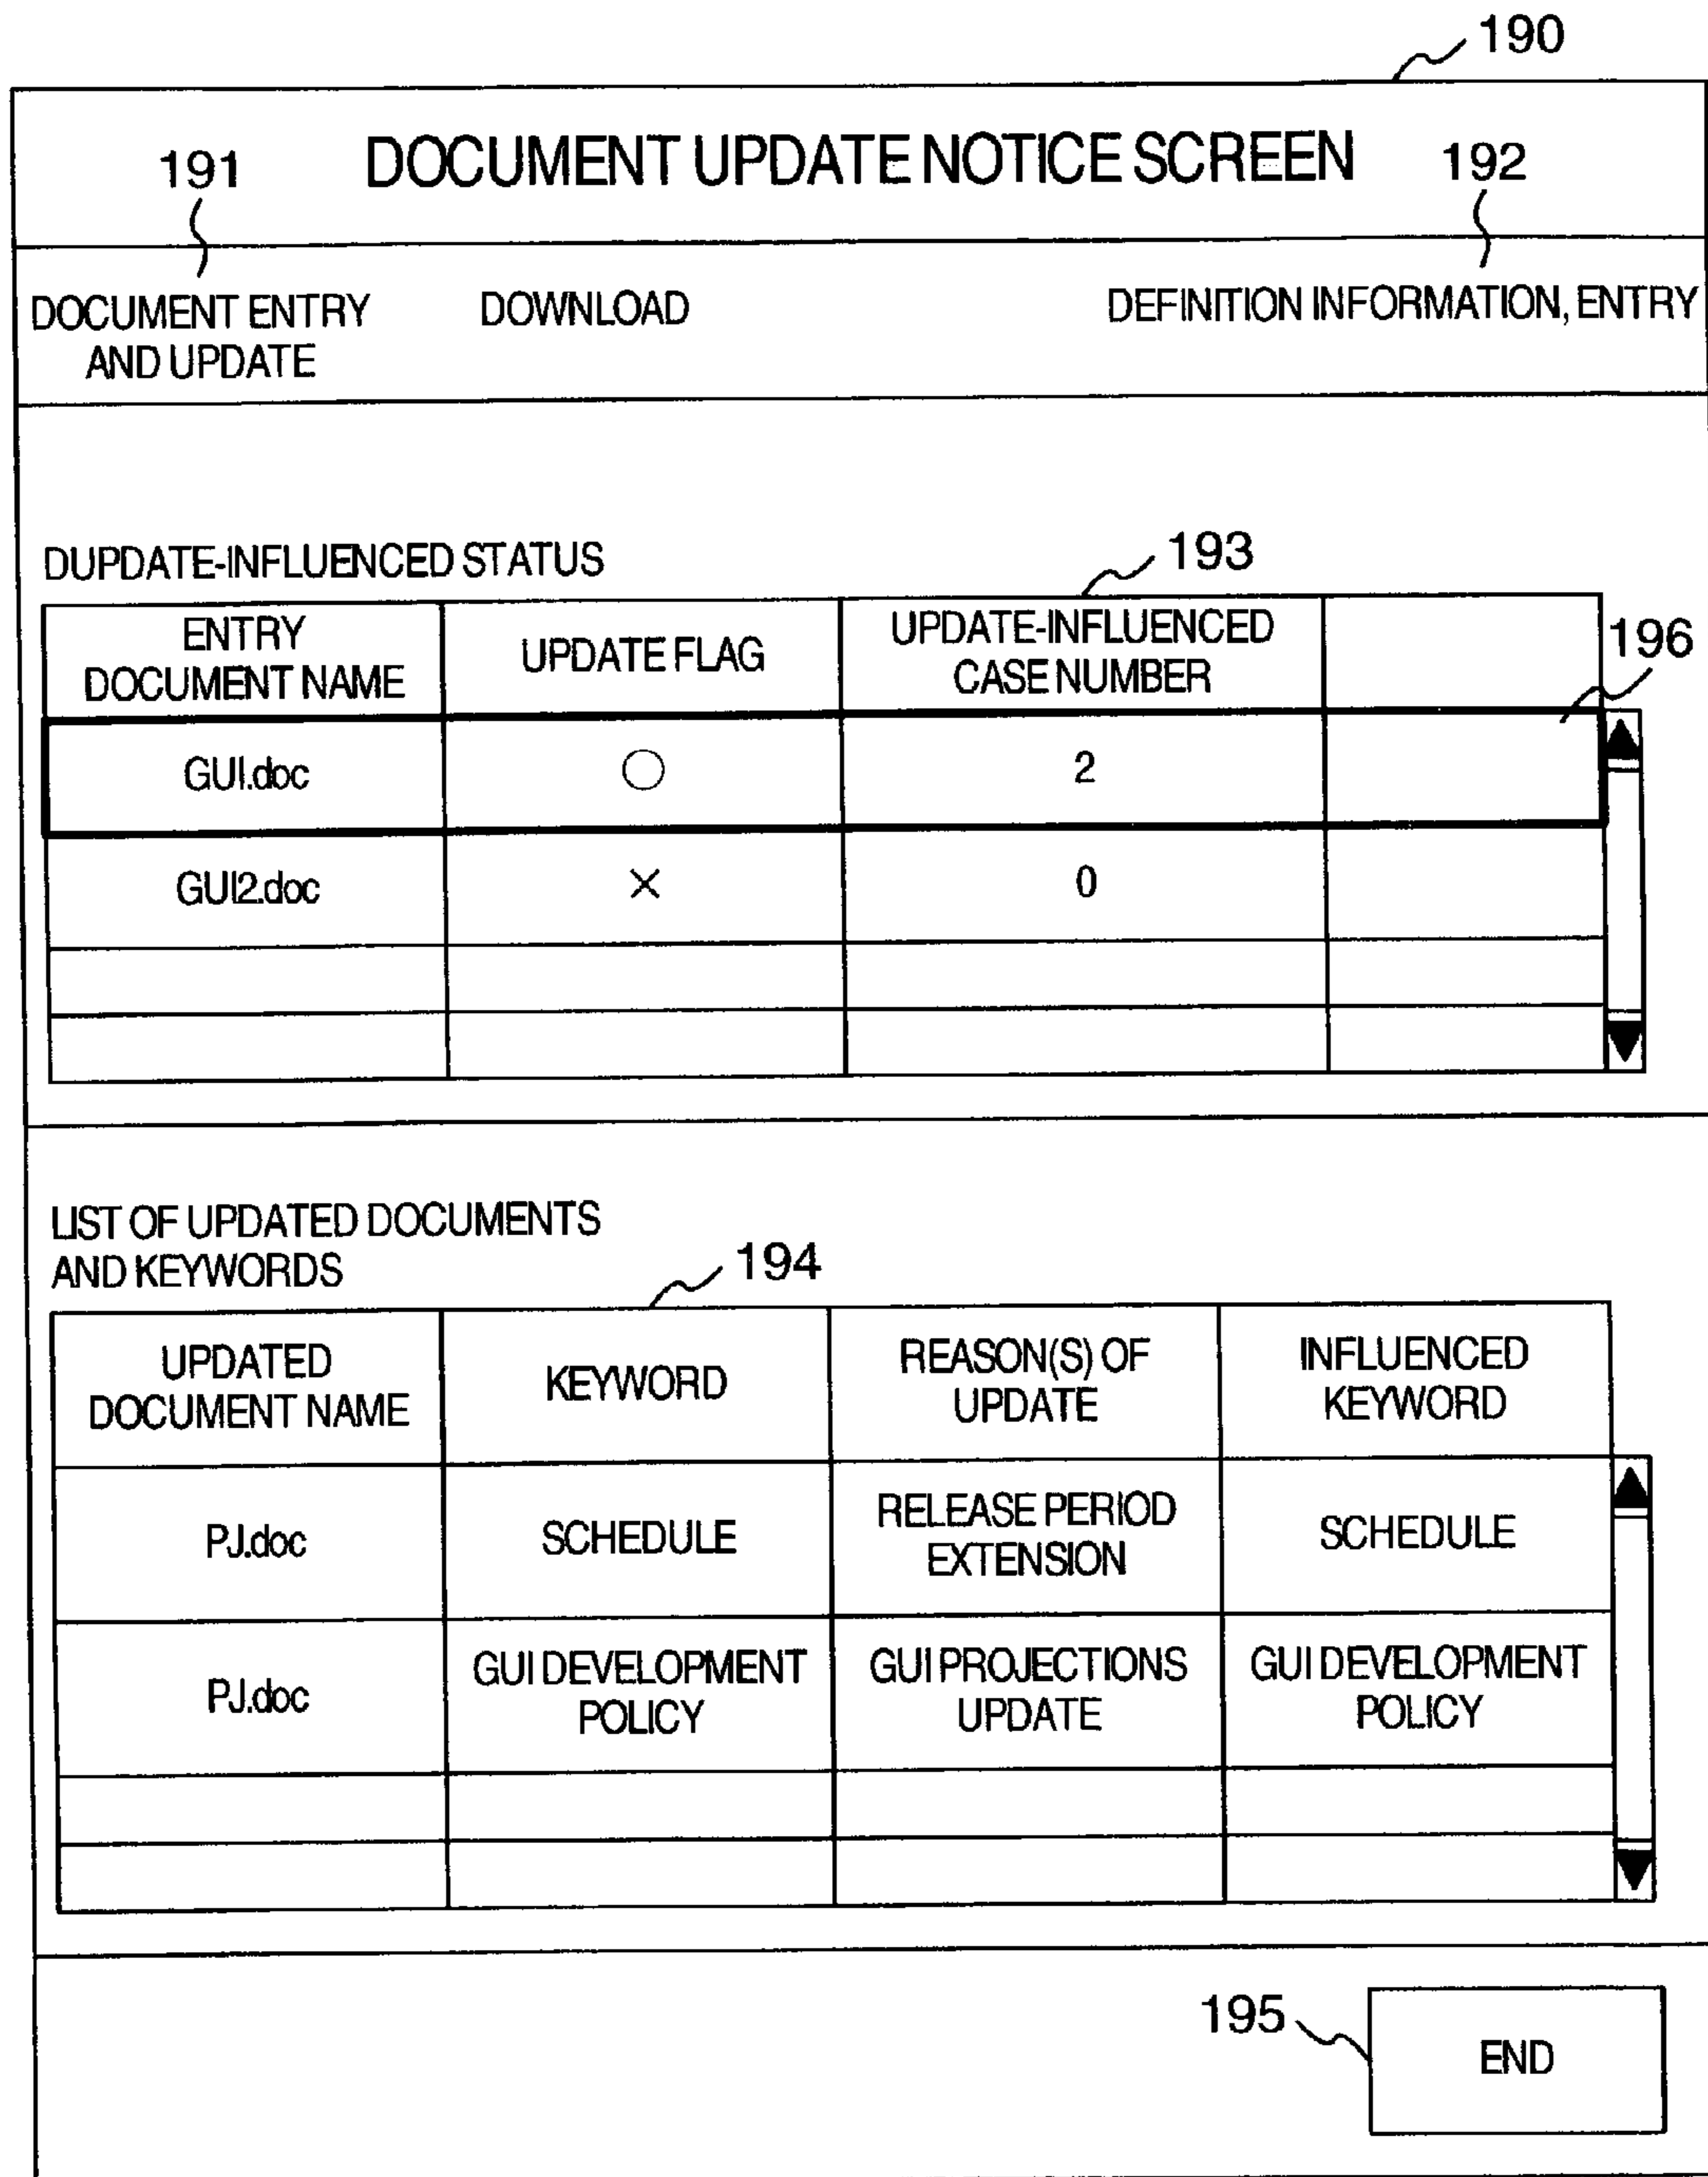 190
191 DOCUMENT UPDATE NOTICE SCREEN 192
DOCUMENT ENTRY DOWNLOAD DEFINITION INFORMATION, ENTRY
AND UPDATE
DUPDATE-INFLUENCED STATUS 193
ENTRY UPDATE FLAG UPDATE-INFLUENCED 196
DOCUMENT NAME CASE NUMBER
GUI.doc ○ 2
GUI2.doc × 0
LIST OF UPDATED DOCUMENTS
AND KEYWORDS 194
UPDATED KEYWORD REASON(S) OF INFLUENCED
DOCUMENT NAME UPDATE KEYWORD
PJ.doc SCHEDULE RELEASE PERIOD SCHEDULE
EXTENSION
PJ.doc GUI DEVELOPMENT GUI PROJECTIONS GUI DEVELOPMENT
POLICY UPDATE POLICY
195 END